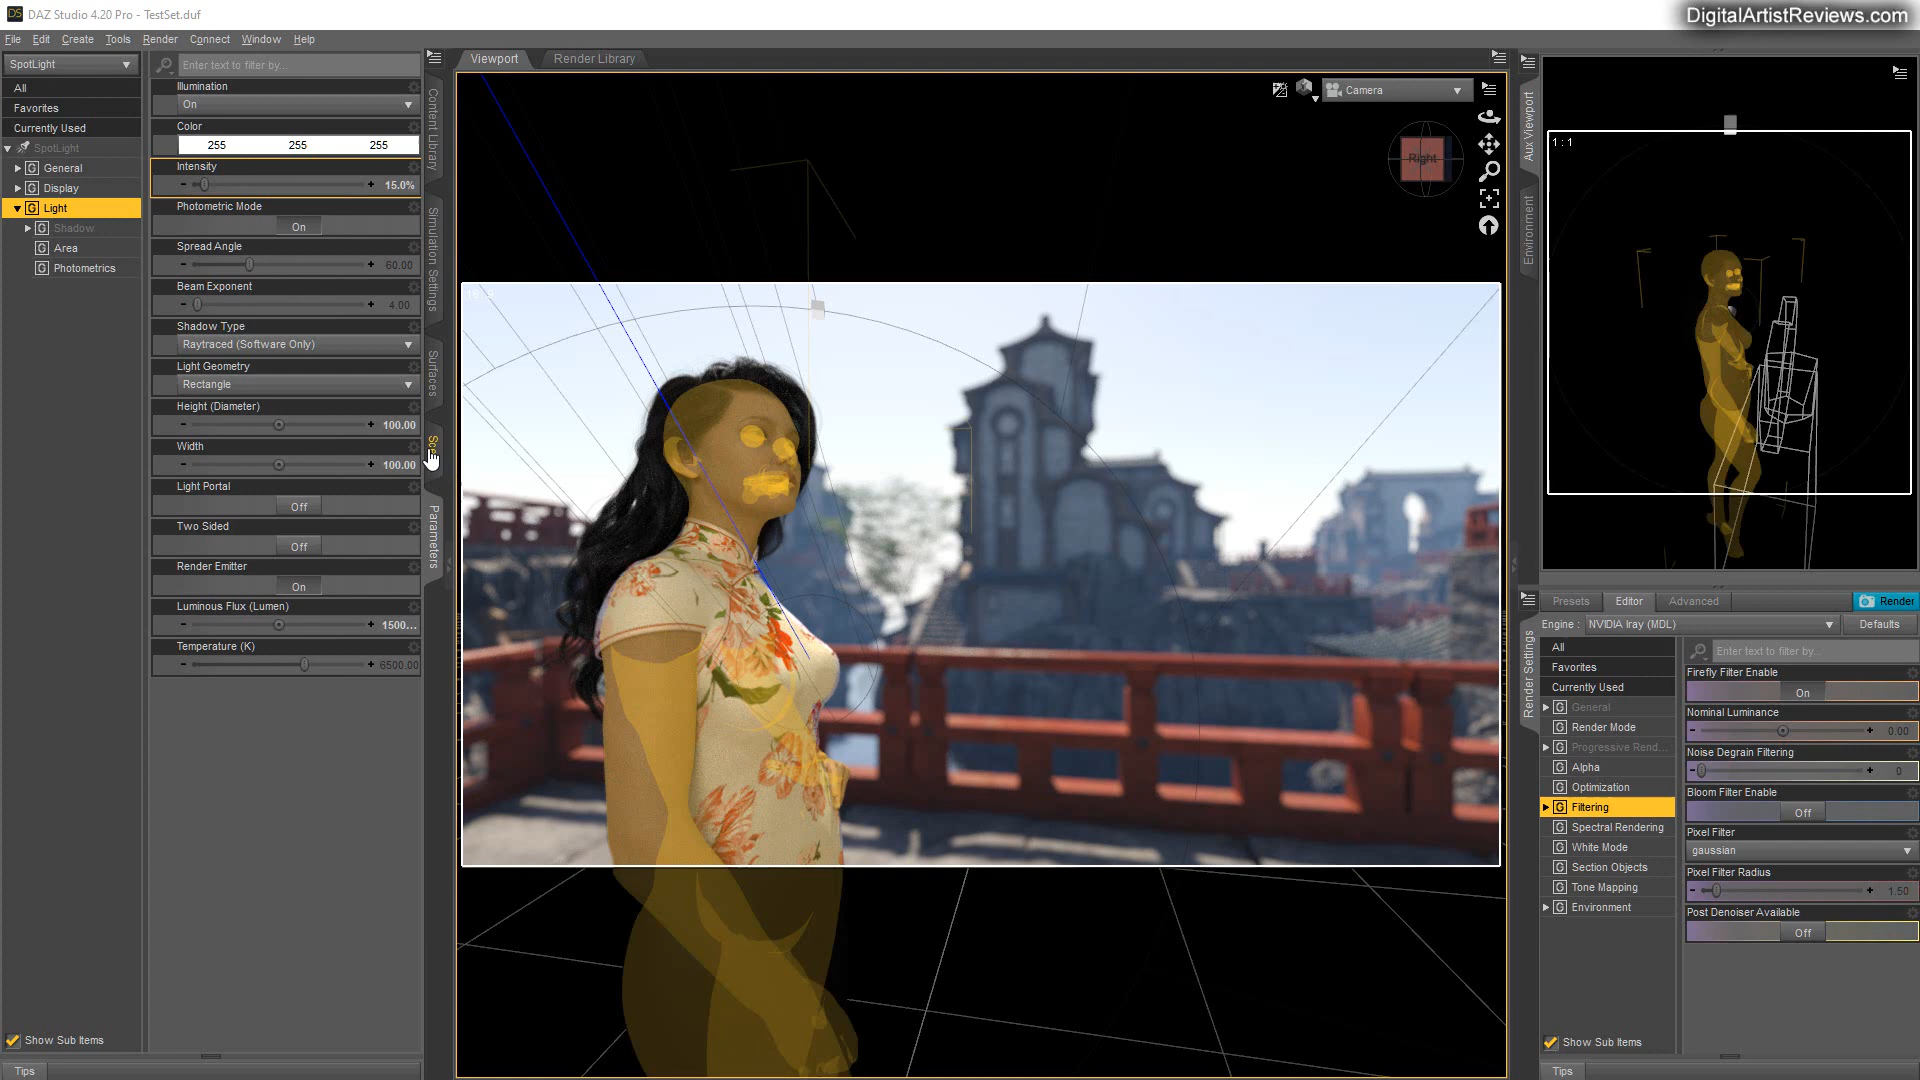 DS DAZ Studio 4.20 Pro - TestSet.duf
DigitalArtistReviews.com
File Edit Create Tools Render Connect Window Help
SpotLight
All
Favorites
Currently Used
SpotLight
General
Display
Light
Shadow
Area
Photometrics
Show Sub Items
Tips
Enter text to filter by...
Illumination
On
Color
255 255 255
Intensity
15.0%
Photometric Mode
On
Spread Angle
60.00
Beam Exponent
4.00
Shadow Type
Raytraced (Software Only)
Light Geometry
Rectangle
Height (Diameter)
100.00
Width
100.00
Light Portal
Off
Two Sided
Off
Render Emitter
On
Luminous Flux (Lumen)
1500...
Temperature (K)
6500.00
Content Library
Simulation Settings
Surfaces
Parameters
Viewport Render Library
Camera
Right
Aux Viewport
Environment
1 : 1
Render Settings
Presets Editor Advanced Render
Engine : NVIDIA Iray (MDL) Defaults
All
Favorites
Currently Used
General
Render Mode
Progressive Rend...
Alpha
Optimization
Filtering
Spectral Rendering
White Mode
Section Objects
Tone Mapping
Environment
Show Sub Items
Tips
Enter text to filter by...
Firefly Filter Enable
On
Nominal Luminance
0.00
Noise Degrain Filtering
0
Bloom Filter Enable
Off
Pixel Filter
gaussian
Pixel Filter Radius
1.50
Post Denoiser Available
Off